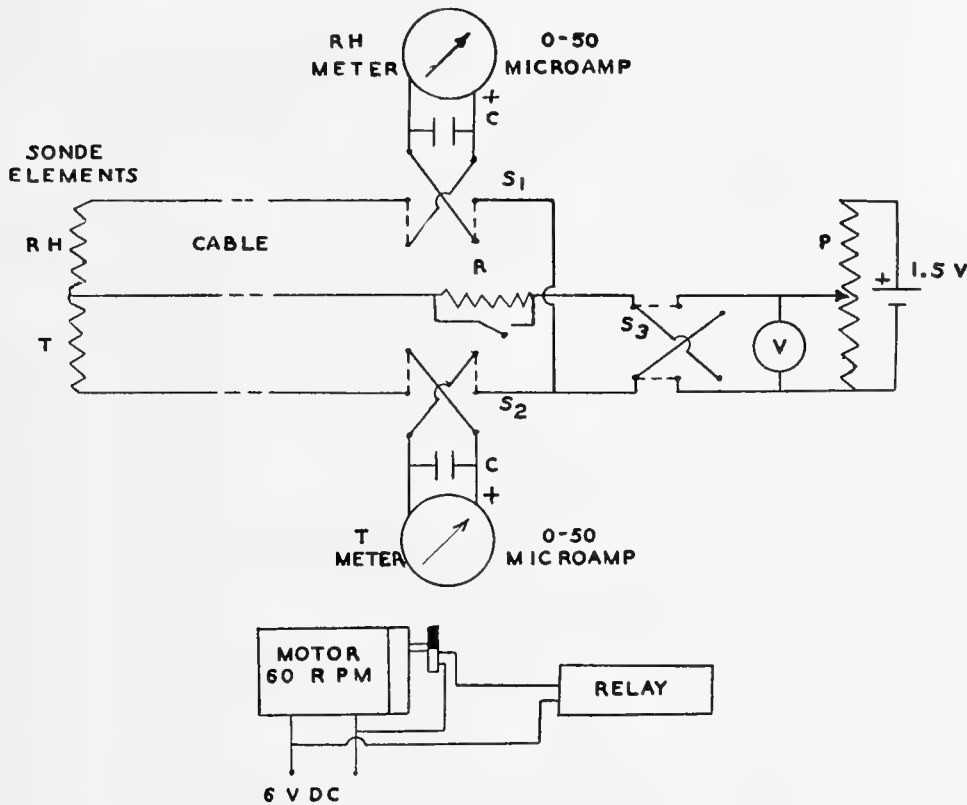 RH
METER
0-50
MICROAMP
+
C
SONDE
ELEMENTS
S1
RH
CABLE
R
P
+
1.5 V
T
S3
V
S2
C
+
T
METER
0-50
MICROAMP
MOTOR
60 RPM
RELAY
6 V DC